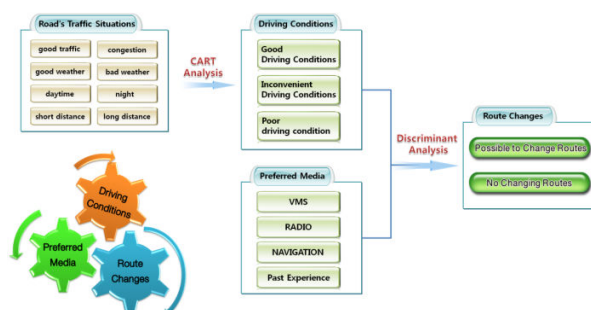 Road's Traffic Situations
good traffic
congestion
good weather
bad weather
daytime
night
short distance
long distance
CART
Analysis
Driving Conditions
Good
Driving Conditions
Inconvenient
Driving Conditions
Poor
driving condition
Preferred Media
VMS
RADIO
NAVIGATION
Past Experience
Discriminant
Analysis
Route Changes
Possible to Change Routes
No Changing Routes
Driving
Conditions
Preferred
Media
Route
Changes